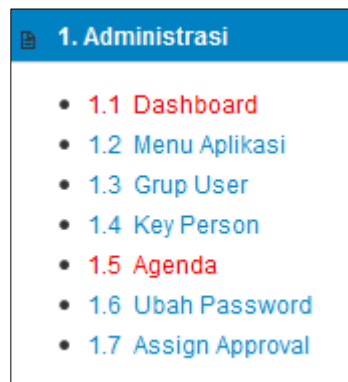 1. Administrasi
1.1 Dashboard
1.2 Menu Aplikasi
1.3 Grup User
1.4 Key Person
1.5 Agenda
1.6 Ubah Password
1.7 Assign Approval